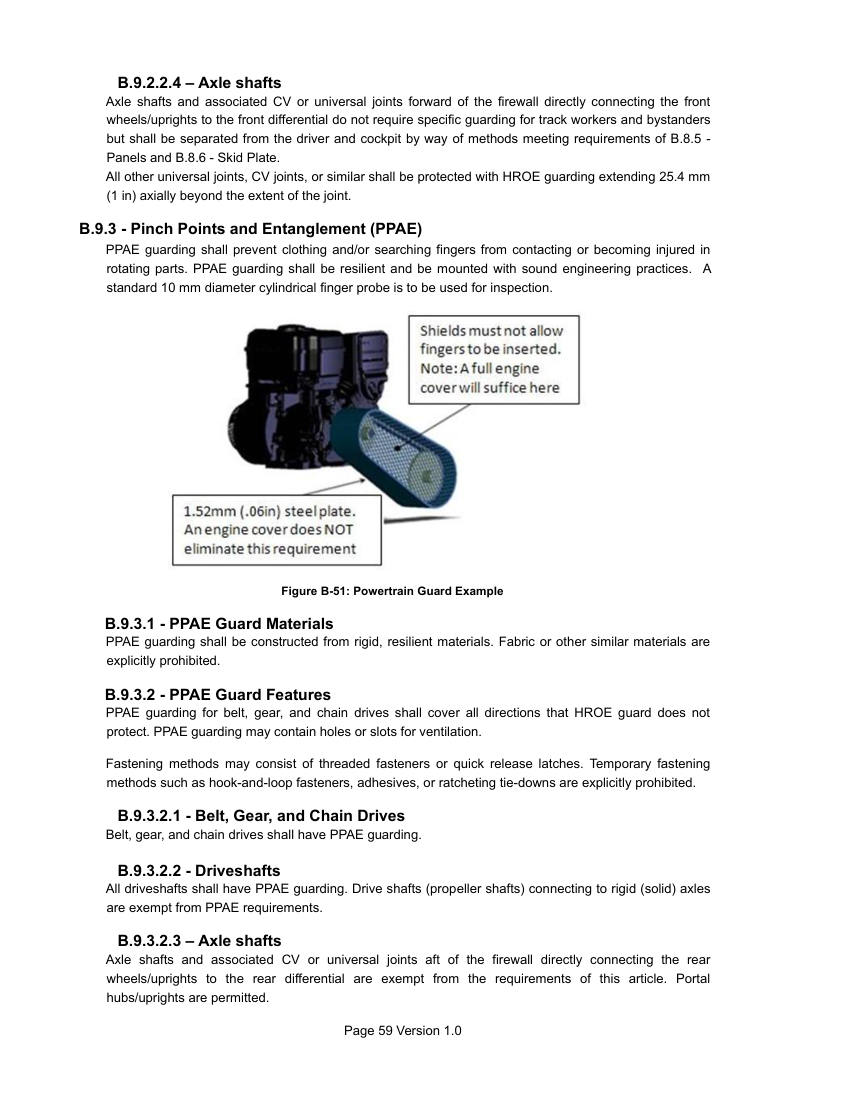 B.9.2.2.4 – Axle shafts
Axle shafts and associated CV or universal joints forward of the firewall directly connecting the front
wheels/uprights to the front differential do not require specific guarding for track workers and bystanders
but shall be separated from the driver and cockpit by way of methods meeting requirements of B.8.5 -
Panels and B.8.6 - Skid Plate.
All other universal joints, CV joints, or similar shall be protected with HROE guarding extending 25.4 mm
(1 in) axially beyond the extent of the joint.
B.9.3 - Pinch Points and Entanglement (PPAE)
PPAE guarding shall prevent clothing and/or searching fingers from contacting or becoming injured in
rotating parts. PPAE guarding shall be resilient and be mounted with sound engineering practices. A
standard 10 mm diameter cylindrical finger probe is to be used for inspection.
Shields must not allow
fingers to be inserted.
Note: A full engine
cover will suffice here
1.52mm (.06in) steel plate.
An engine cover does NOT
eliminate this requirement
Figure B-51: Powertrain Guard Example
B.9.3.1 - PPAE Guard Materials
PPAE guarding shall be constructed from rigid, resilient materials. Fabric or other similar materials are
explicitly prohibited.
B.9.3.2 - PPAE Guard Features
PPAE guarding for belt, gear, and chain drives shall cover all directions that HROE guard does not
protect. PPAE guarding may contain holes or slots for ventilation.
Fastening methods may consist of threaded fasteners or quick release latches. Temporary fastening
methods such as hook-and-loop fasteners, adhesives, or ratcheting tie-downs are explicitly prohibited.
B.9.3.2.1 - Belt, Gear, and Chain Drives
Belt, gear, and chain drives shall have PPAE guarding.
B.9.3.2.2 - Driveshafts
All driveshafts shall have PPAE guarding. Drive shafts (propeller shafts) connecting to rigid (solid) axles
are exempt from PPAE requirements.
B.9.3.2.3 – Axle shafts
Axle shafts and associated CV or universal joints aft of the firewall directly connecting the rear
wheels/uprights to the rear differential are exempt from the requirements of this article. Portal
hubs/uprights are permitted.
Page 59 Version 1.0